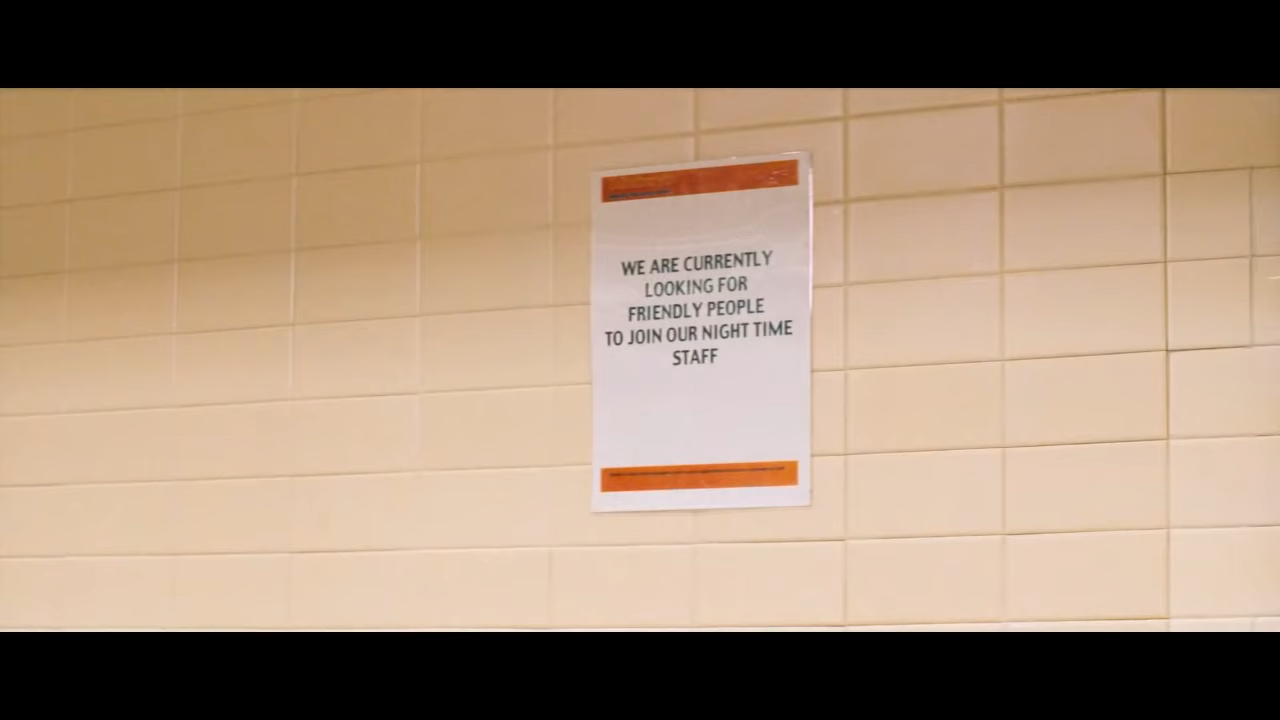 WE ARE CURRENTLY
LOOKING FOR
FRIENDLY PEOPLE
TO JOIN OUR NIGHT TIME
STAFF